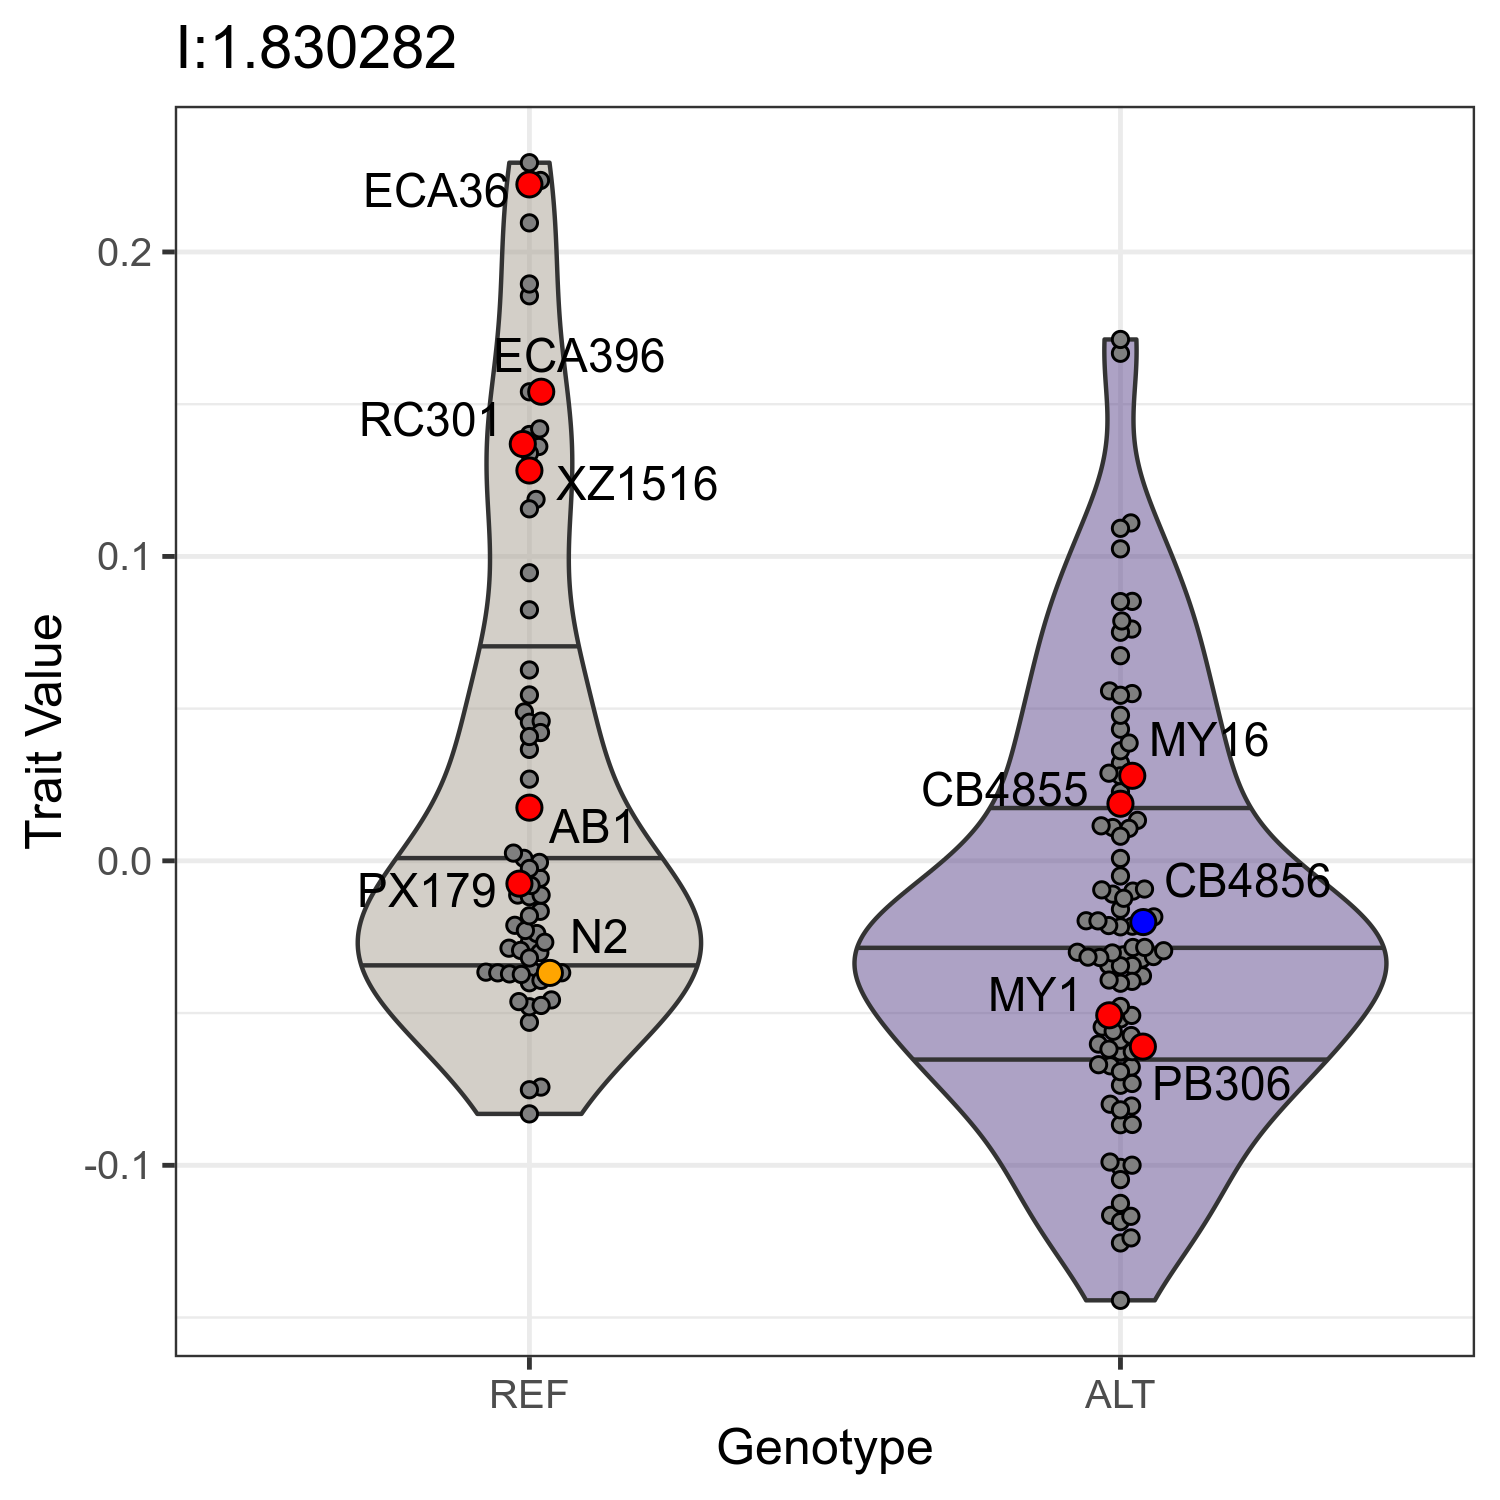 I:1.830282
ECA36
0.2
ECA396
RC301
XZ1516
0.1
Trait Value
MY16
CB4855
AB1
0.0
CB4856
PX179
N2
MY1
PB306
-0.1
REF
ALT
Genotype